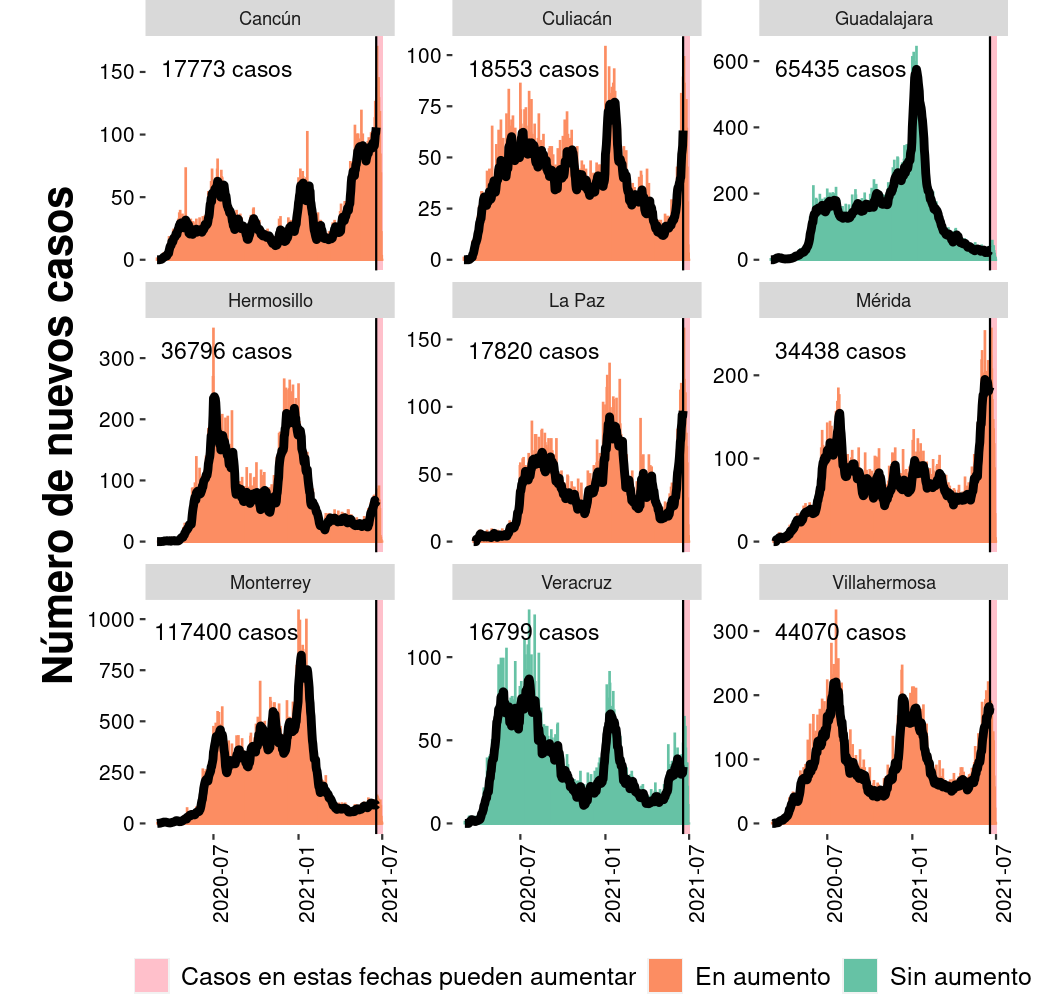 Número de nuevos casos
Cancún
Culiacán
Guadalajara
150
100
50
0
17773 casos
100
75
50
25
0
18553 casos
600
400
200
0
65435 casos
Hermosillo
La Paz
Mérida
300
200
100
0
36796 casos
150
100
50
0
17820 casos
200
100
0
34438 casos
Monterrey
Veracruz
Villahermosa
1000
750
500
250
0
117400 casos
100
50
0
16799 casos
300
200
100
0
44070 casos
2020-07
2021-01
2021-07
2020-07
2021-01
2021-07
2020-07
2021-01
2021-07
Casos en estas fechas pueden aumentar
En aumento
Sin aumento